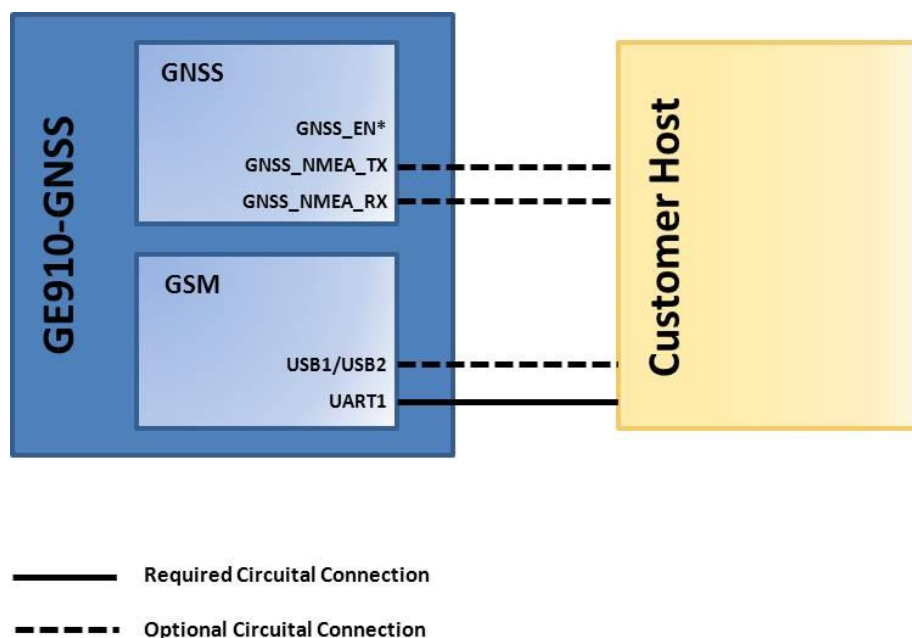 GE910-GNSS
GNSS
GNSS_EN*
GNSS_NMEA_TX
GNSS_NMEA_RX
GSM
USB1/USB2
UART1
Customer Host
Required Circuital Connection
Optional Circuital Connection